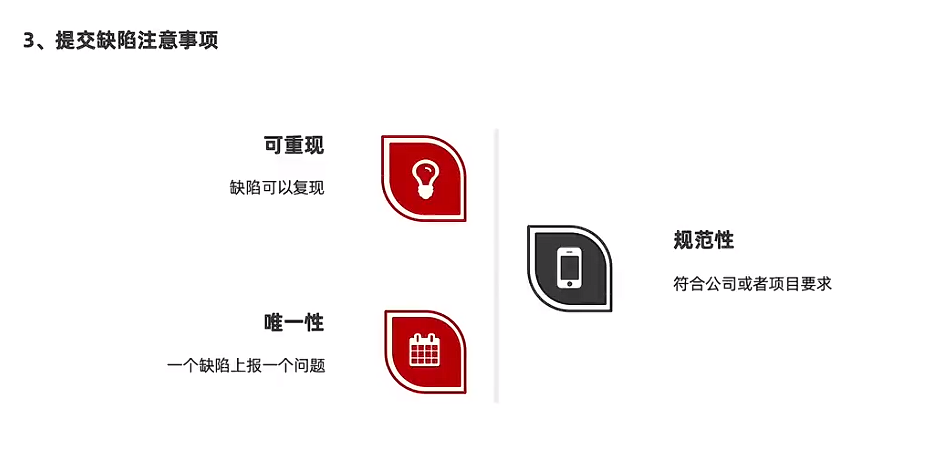 3、提交缺陷注意事项
可重现
缺陷可以复现
唯一性
一个缺陷上报一个问题
规范性
符合公司或者项目要求